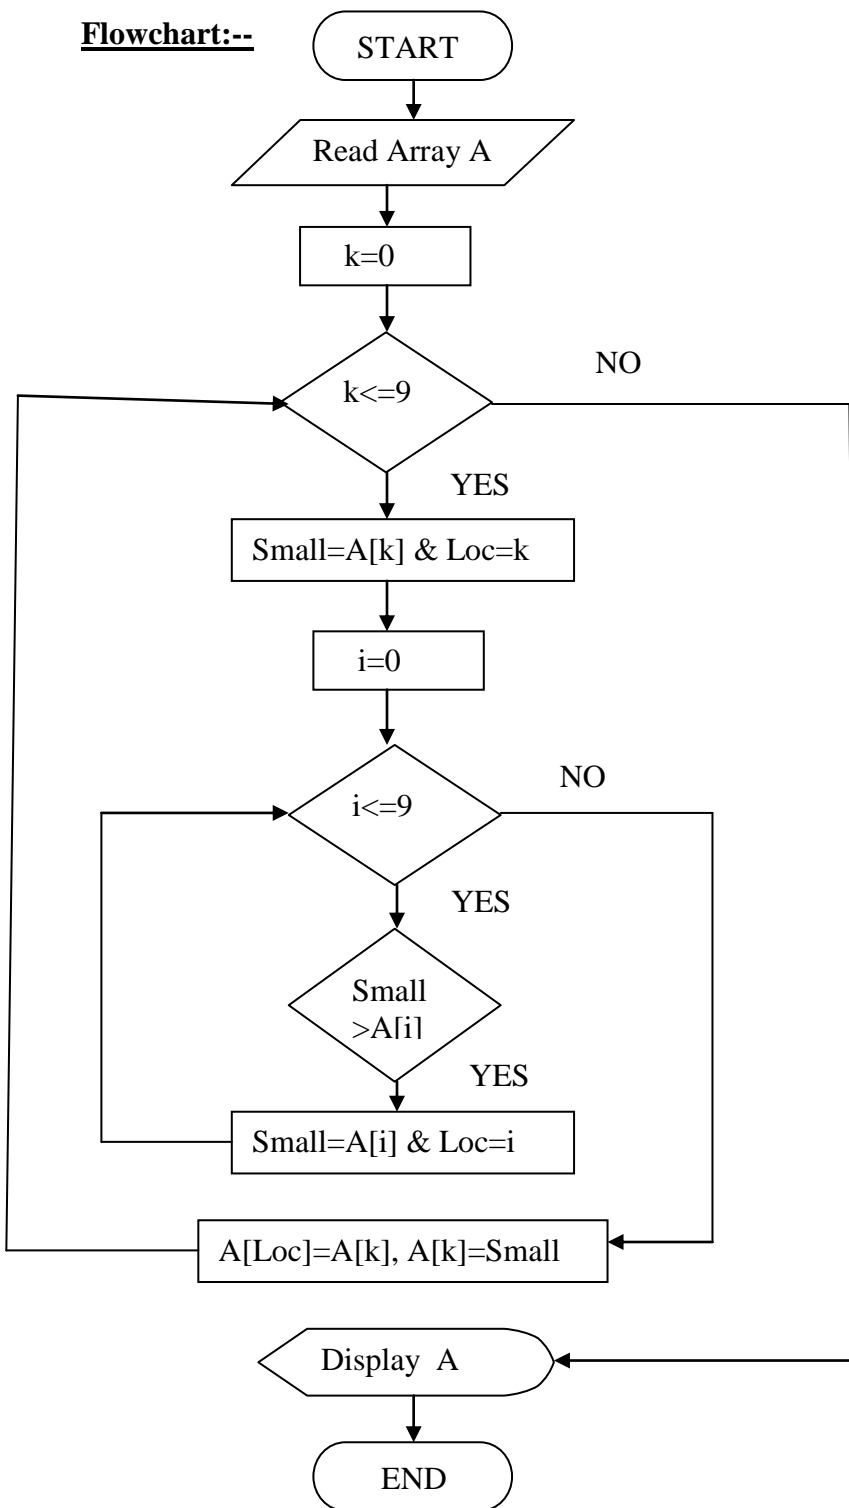 Flowchart:--
START
Read Array A
k=0
k<=9
NO
YES
Small=A[k] & Loc=k
i=0
i<=9
NO
YES
Small
>A[i]
YES
Small=A[i] & Loc=i
A[Loc]=A[k], A[k]=Small
Display A
END